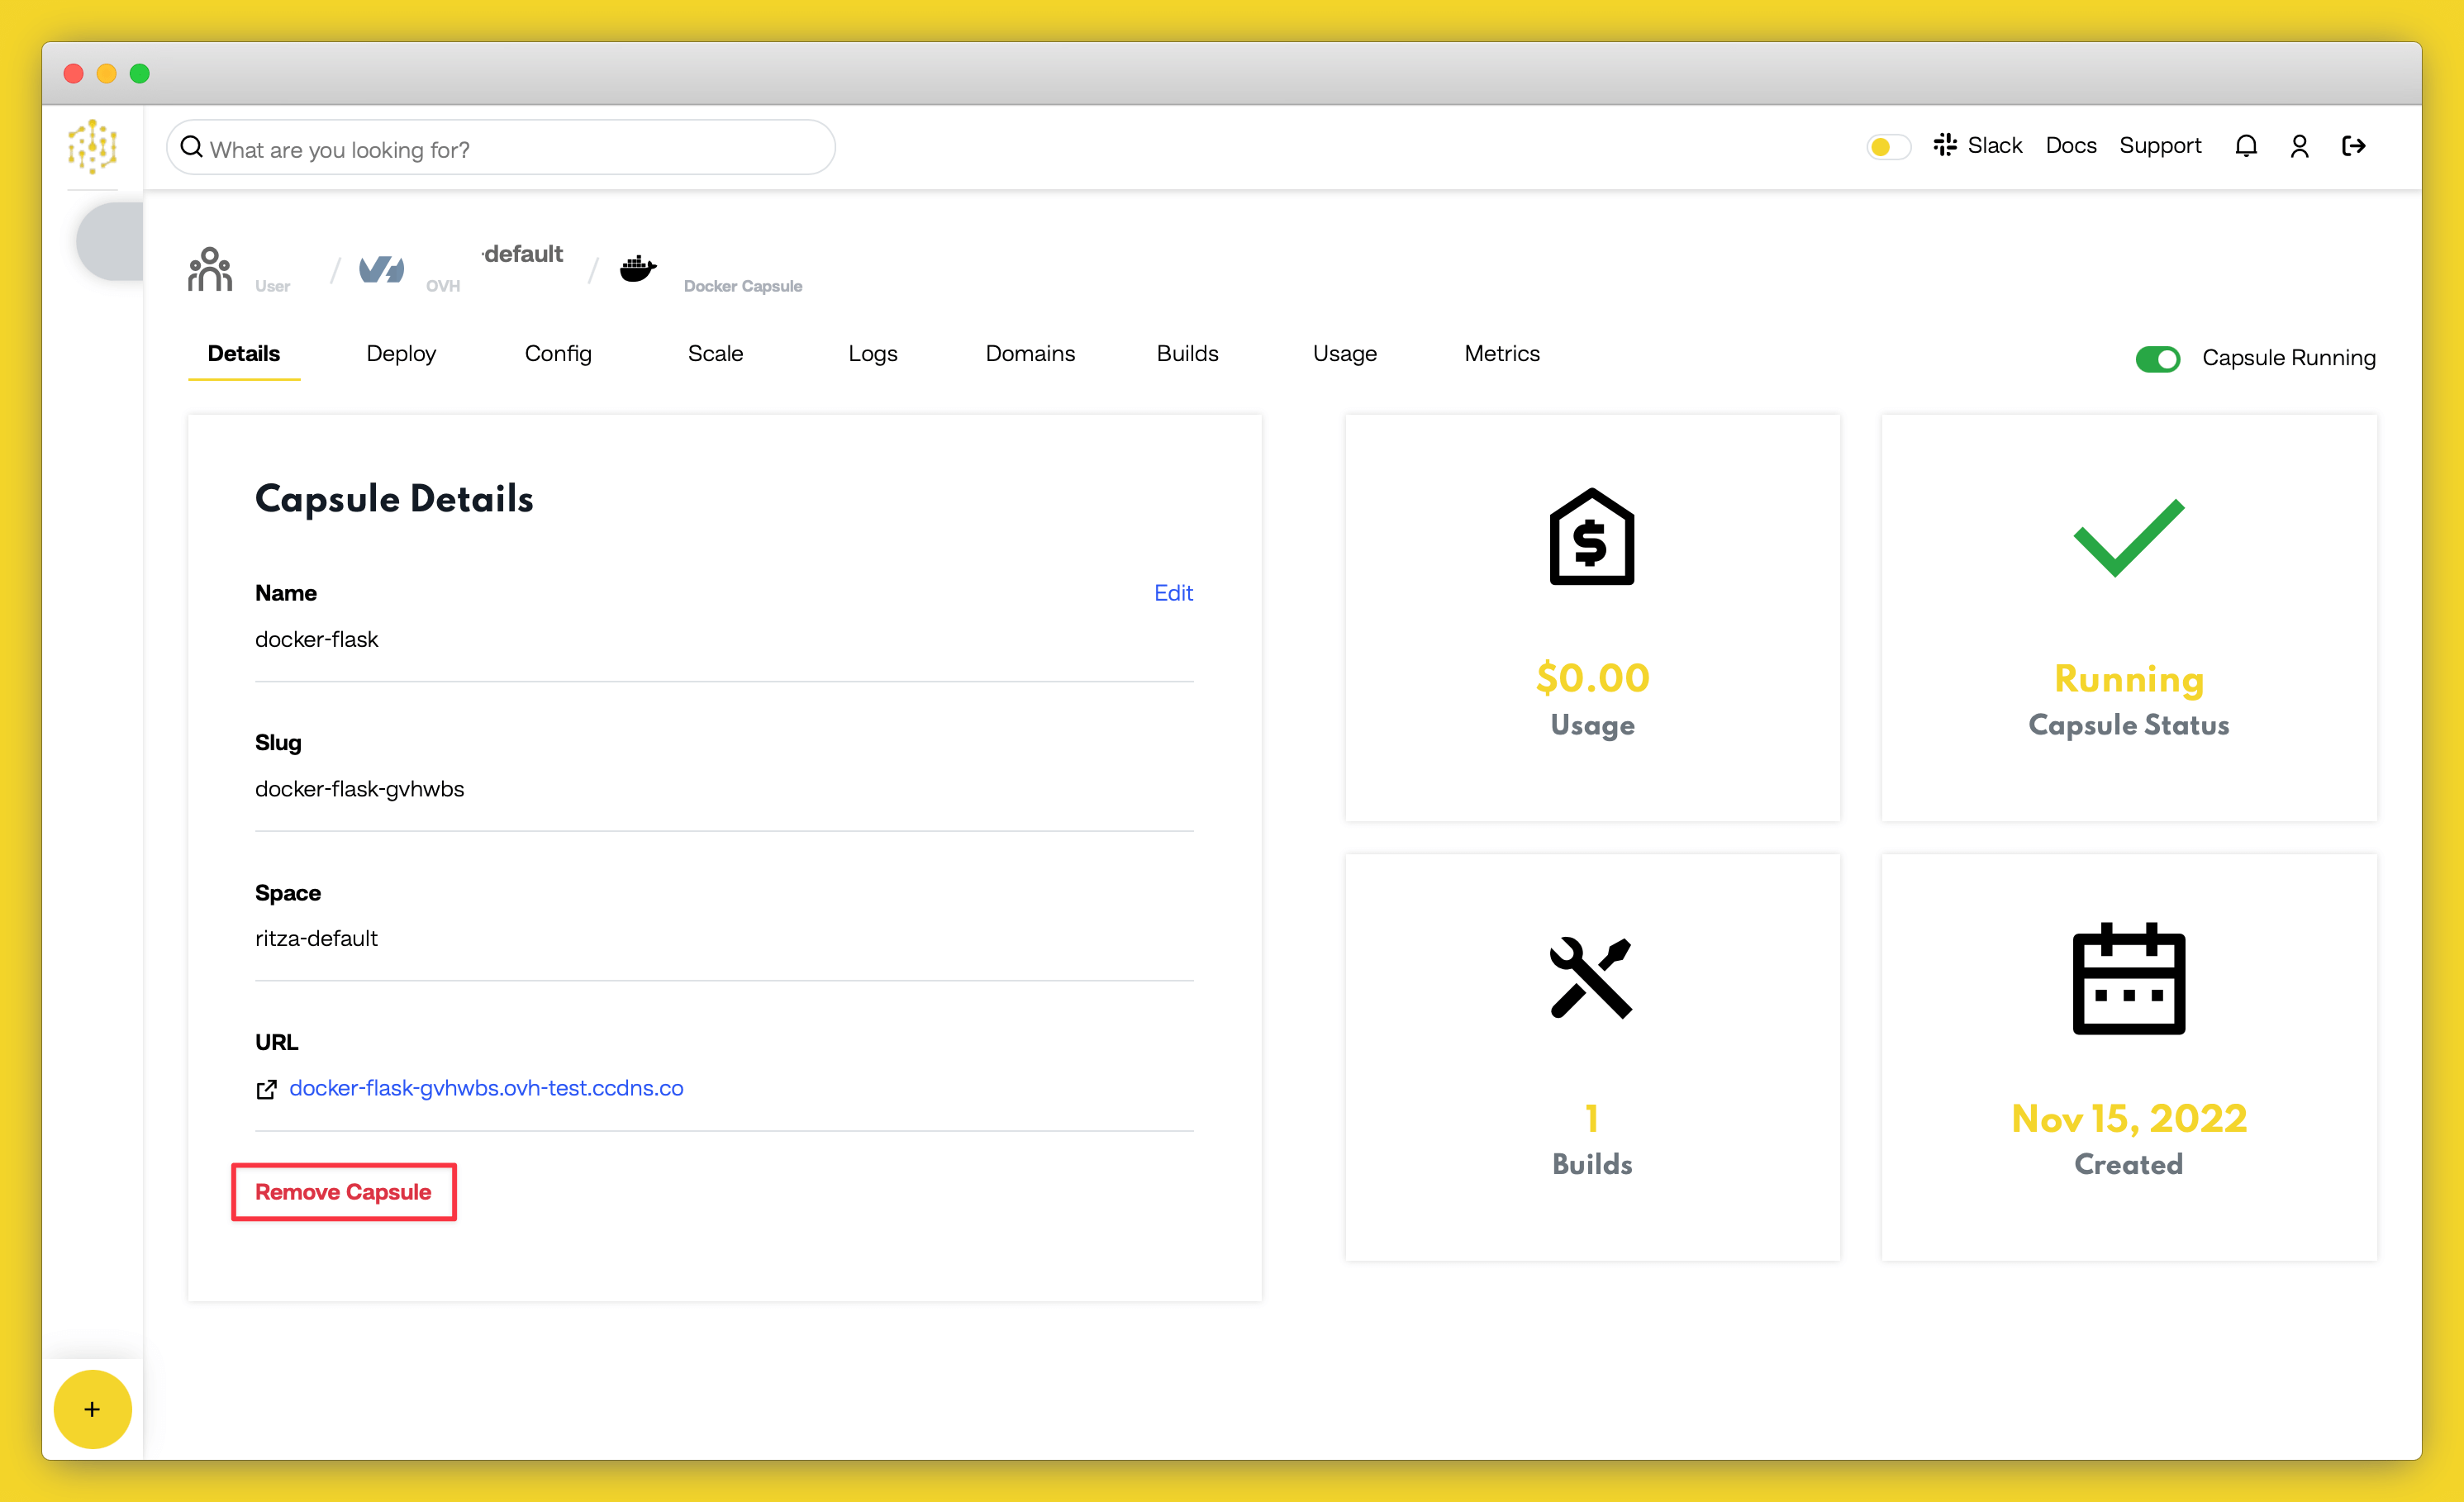 What are you looking for?
Slack
Docs
Support
User
OVH
-default
Docker Capsule
Details
Deploy
Config
Scale
Logs
Domains
Builds
Usage
Metrics
Capsule Running
Capsule Details
Name
Edit
docker-flask
Slug
docker-flask-gvhwbs
Space
ritza-default
URL
docker-flask-gvhwbs.ovh-test.ccdns.co
Remove Capsule
$0.00
Usage
Running
Capsule Status
1
Builds
Nov 15, 2022
Created